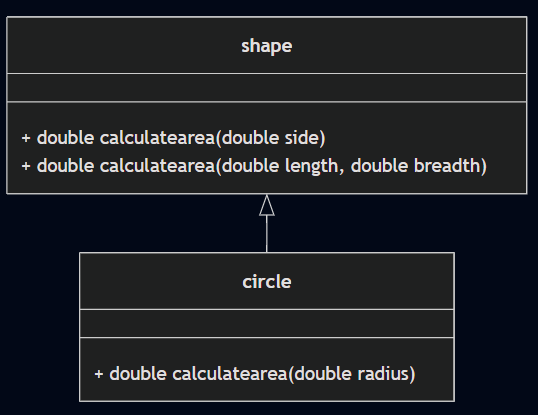 shape
+ double calculatearea(double side)
+ double calculatearea(double length, double breadth)
circle
+ double calculatearea(double radius)